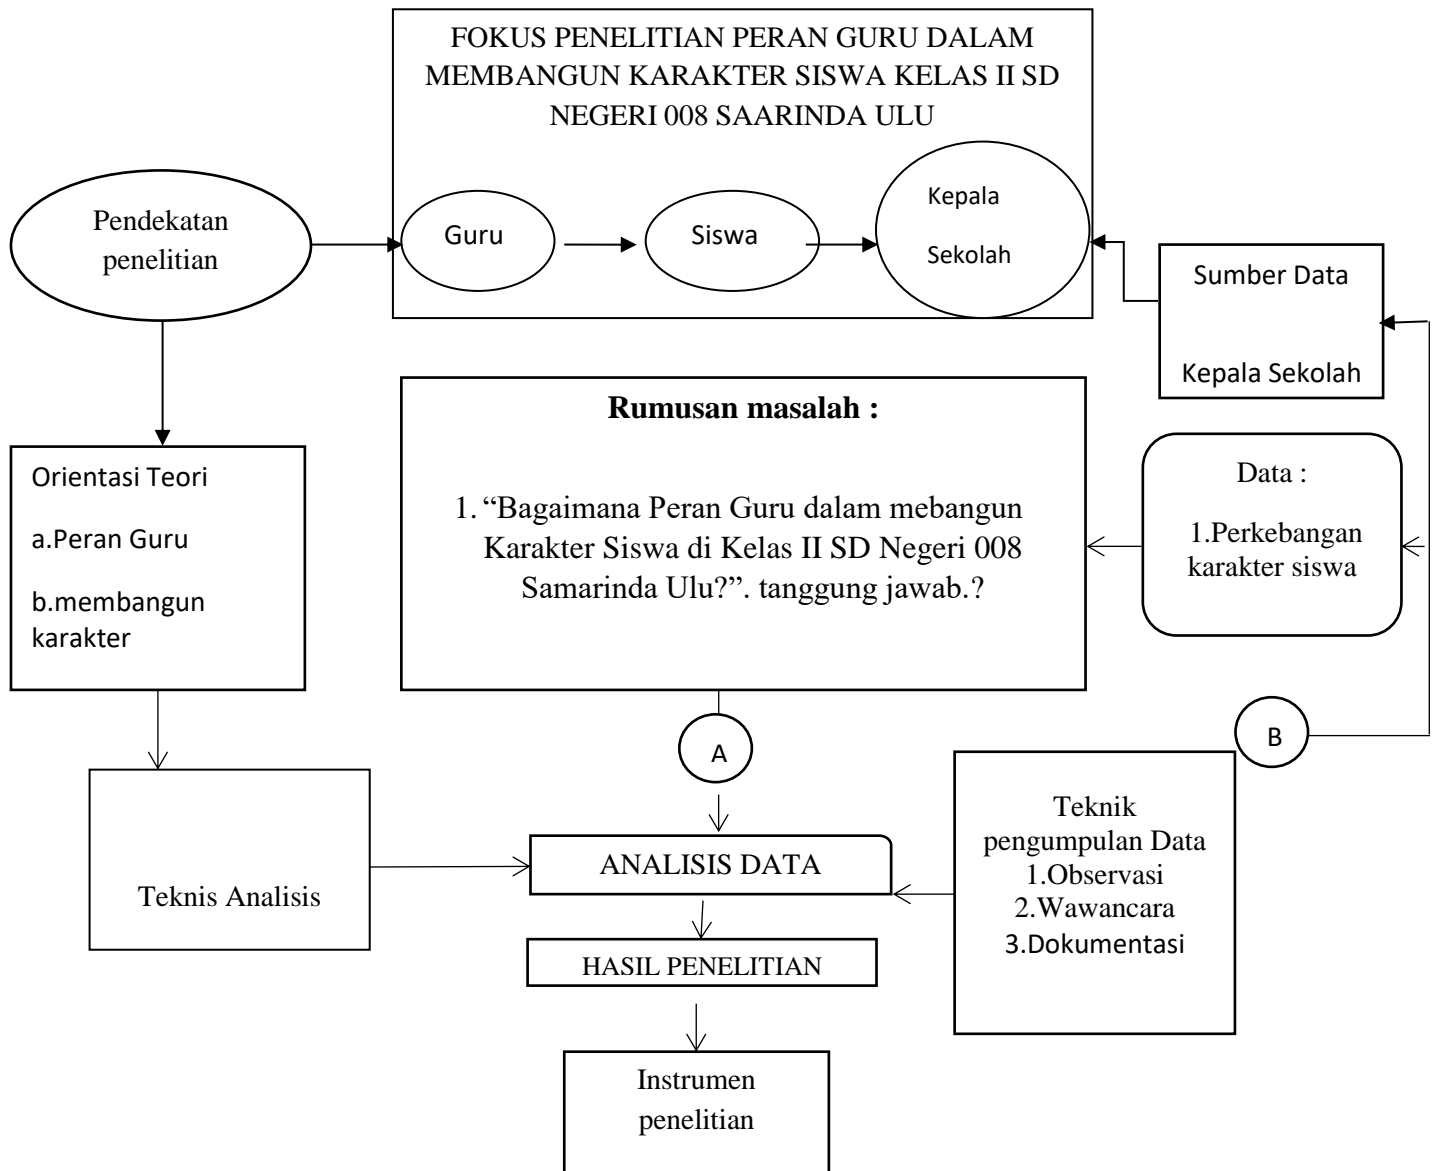 FOKUS PENELITIAN PERAN GURU DALAM
MEMBANGUN KARAKTER SISWA KELAS II SD
NEGERI 008 SAARINDA ULU
Pendekatan
penelitian
Guru
Siswa
Kepala
Sekolah
Sumber Data
Kepala Sekolah
Orientasi Teori
a.Peran Guru
b.membangun
karakter
Rumusan masalah :
1. “Bagaimana Peran Guru dalam mebangun
Karakter Siswa di Kelas II SD Negeri 008
Samarinda Ulu?”. tanggung jawab.?
Data :
1.Perkebangan
karakter siswa
A
B
Teknis Analisis
ANALISIS DATA
Teknik
pengumpulan Data
1.Observasi
2.Wawancara
3.Dokumentasi
HASIL PENELITIAN
Instrumen
penelitian